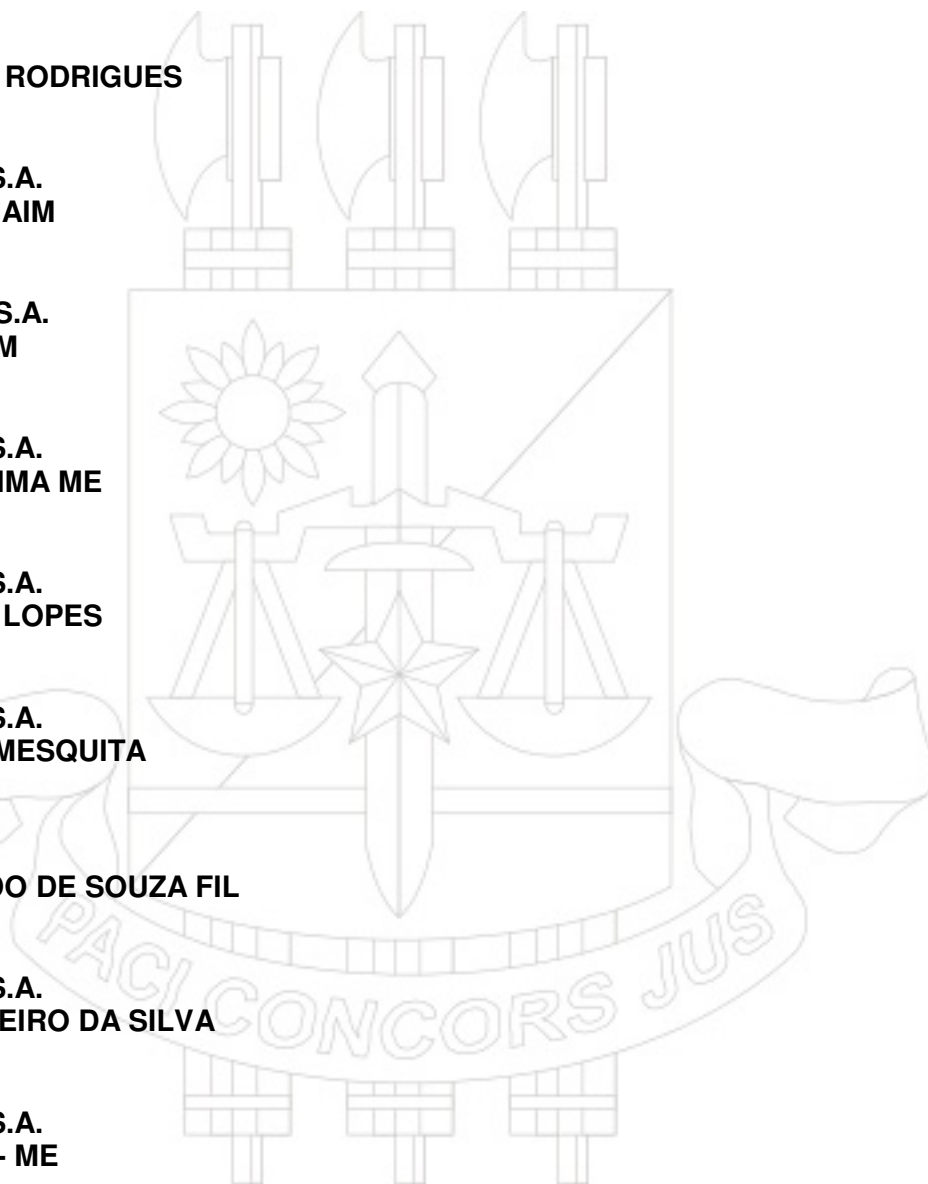 RODRIGUES
S.A.
AIM
S.A.
M
S.A.
IMA ME
S.A.
LOPES
S.A.
MESQUITA
DO DE SOUZA FIL
S.A.
EIRO DA SILVA
S.A.
- ME
PACI CONCORS JUS